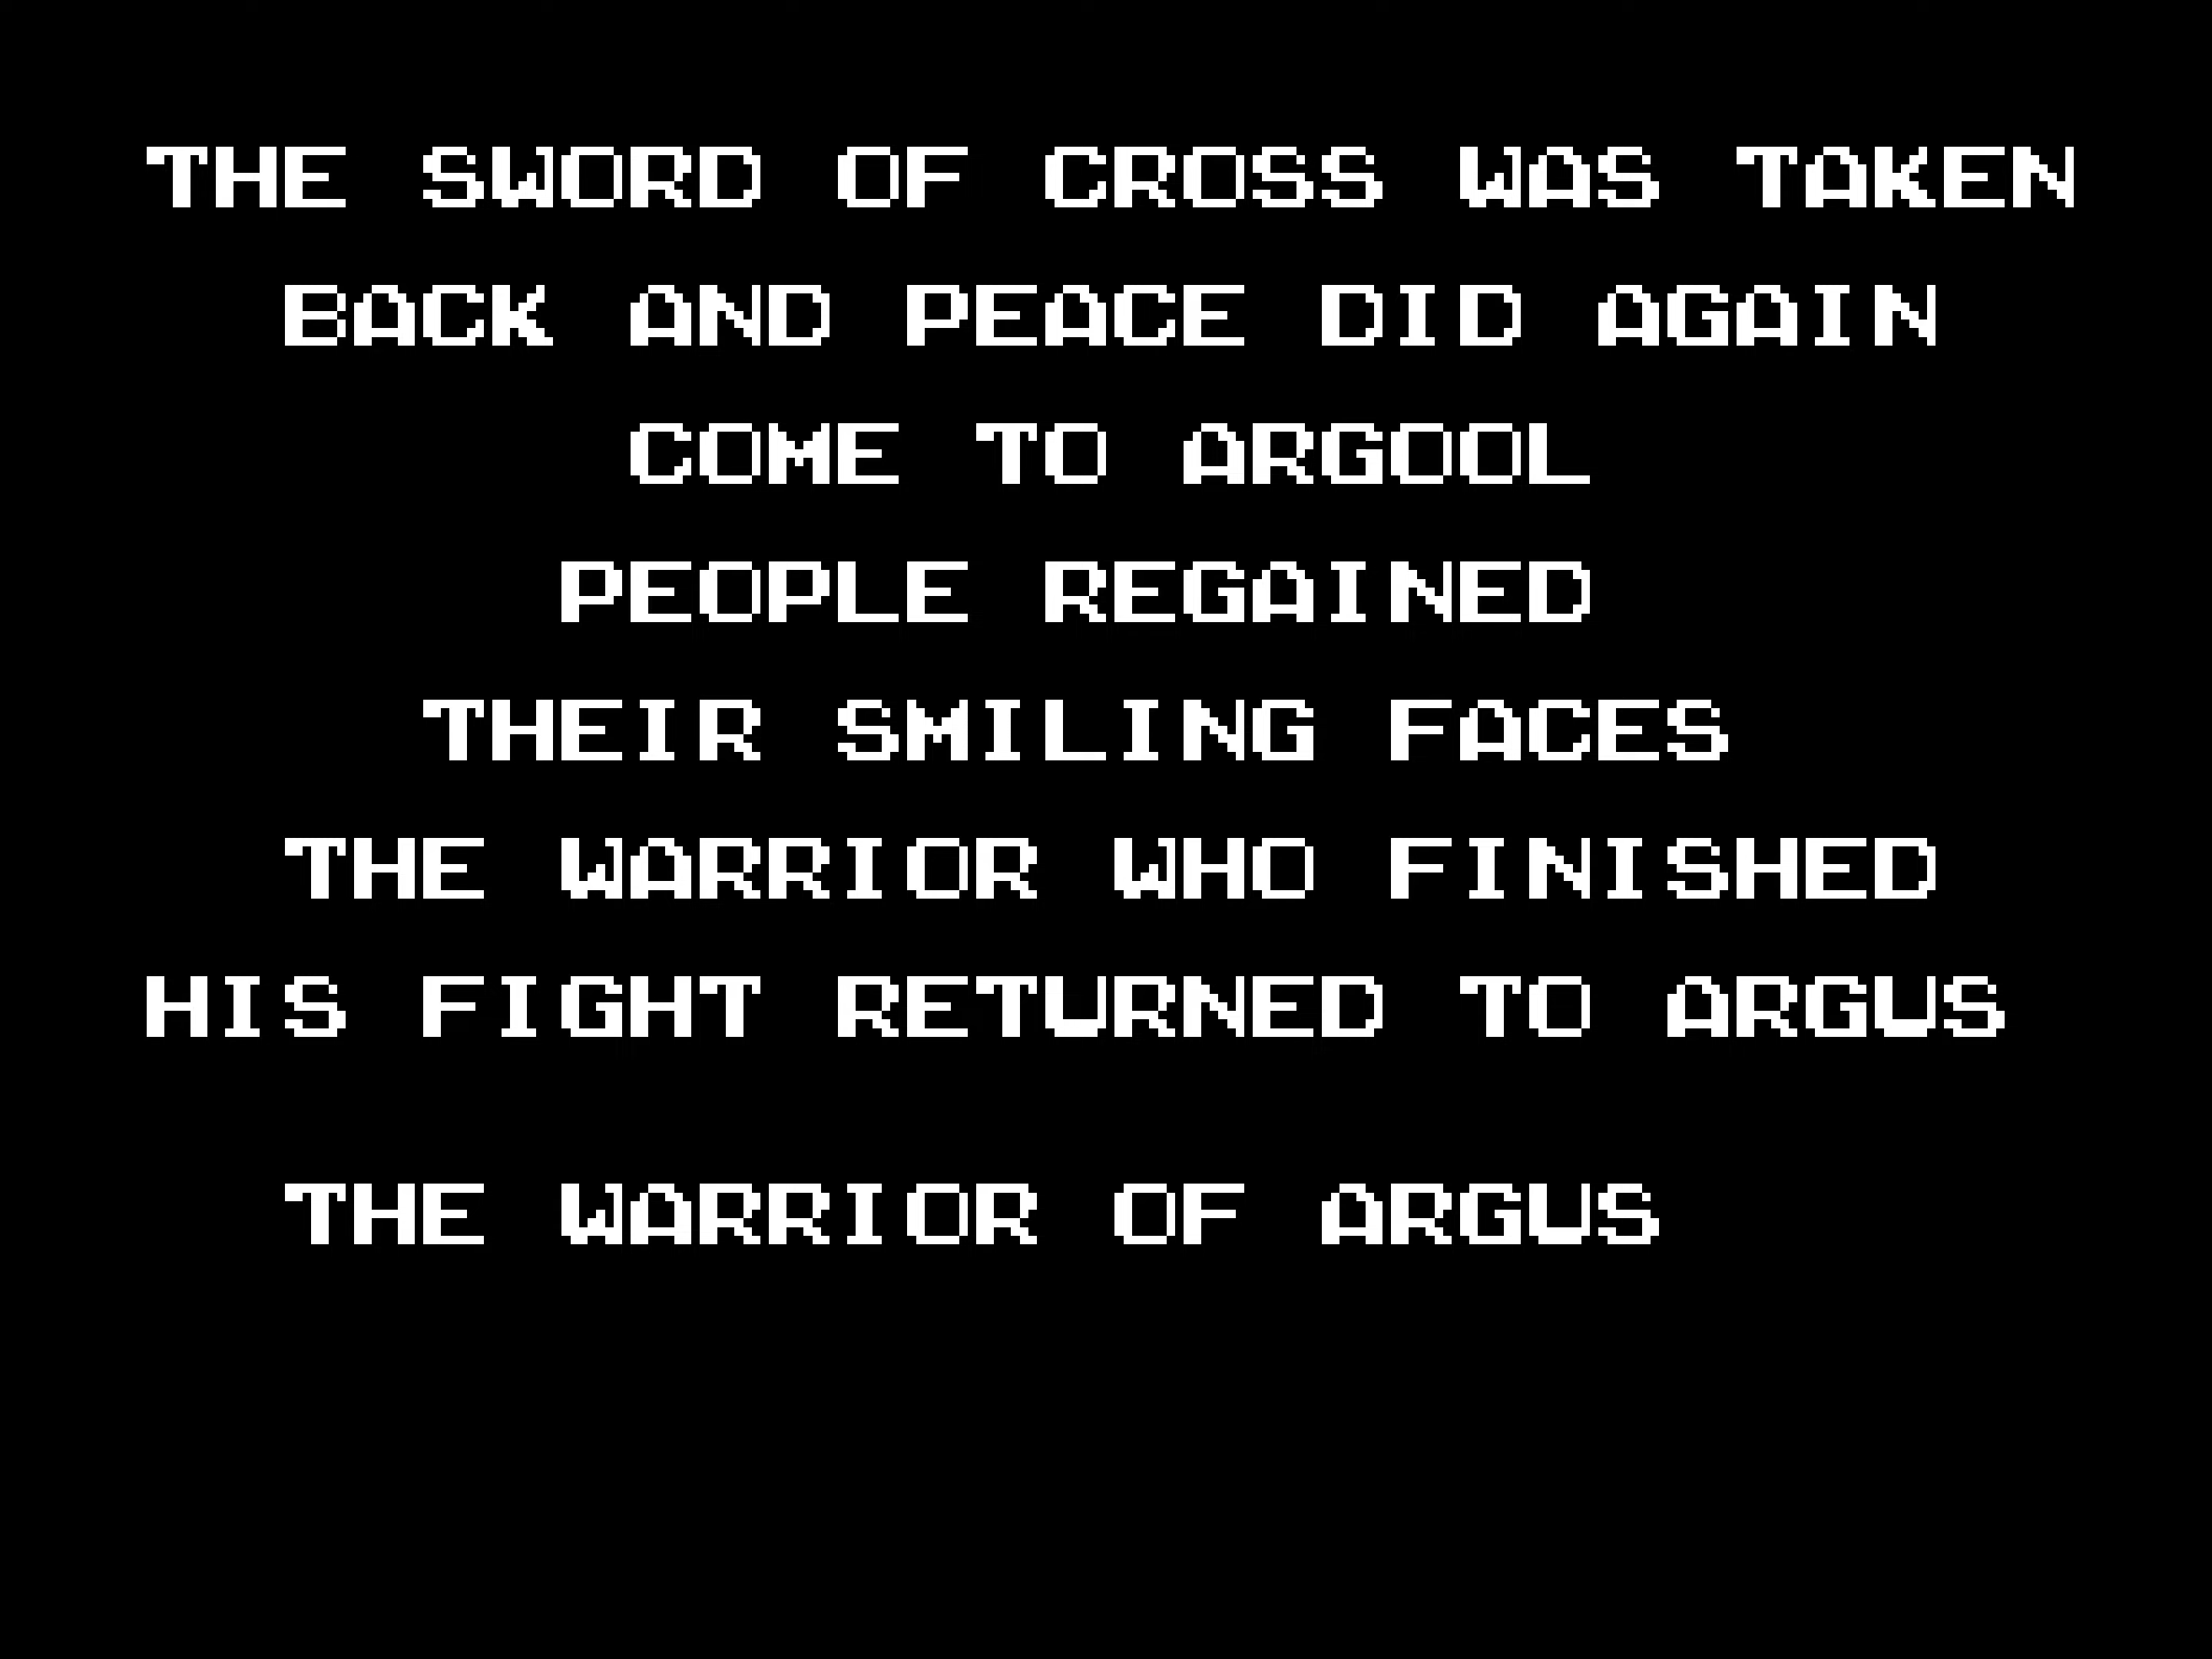 THE SWORD OF CROSS WAS TAKEN
BACK AND PEACE DID AGAIN
COME TO ARGOOL
PEOPLE REGAINED
THEIR SMILING FACES
THE WARRIOR WHO FINISHED
HIS FIGHT RETURNED TO ARGUS
THE WARRIOR OF ARGUS